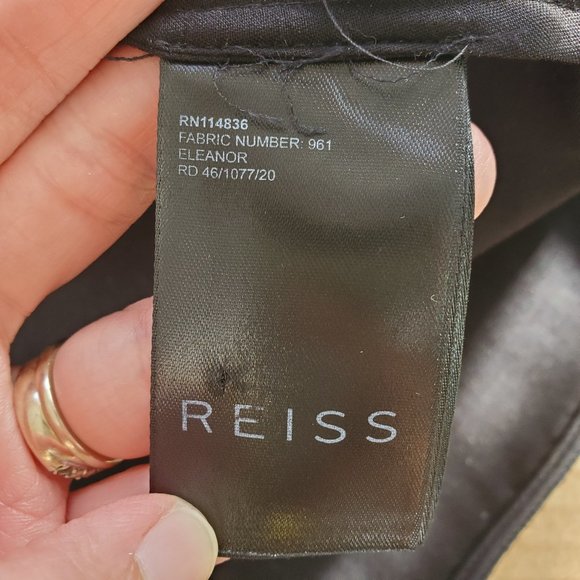 RN114836
FABRIC NUMBER: 961
ELEANOR
RD 46/1077/20
REISS